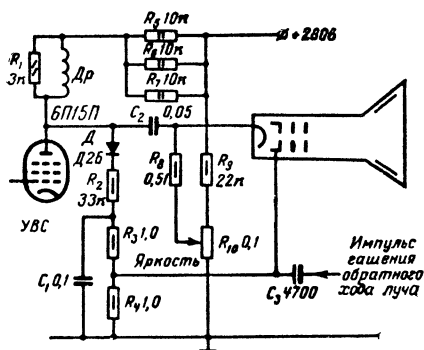 R₅ 10к
ø+280в
R₁
3к
Др
R₆ 10к
R₇ 10к
6П15П
C₂ 0,05
Д
Д2б
R₂
33к
R₈
0,51
R₉
22к
УВС
R₃ 1,0
R₁₀ 0,1
Яркость
C₁ 0,1
R₄ 1,0
C₃ 4700
Импульс
гашения
обратного
хода луча